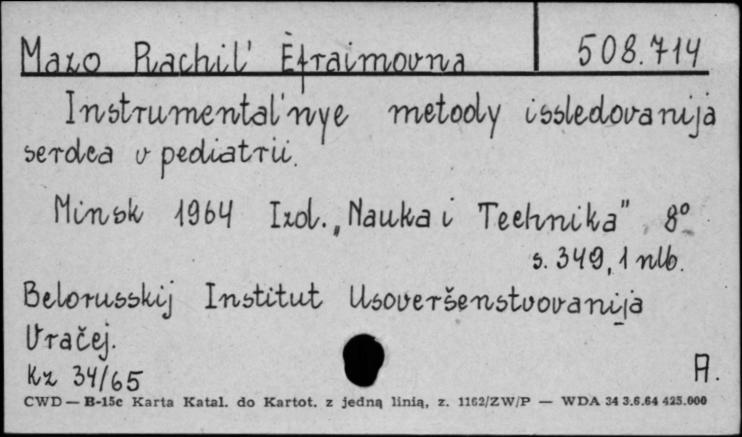 Mazo Rachil' Èfraimovna 508.714
Instrumental'nye metody issledovanija
serdca v pediatrii.
Minsk 1964 Izd. „Nauka i Technika" 8°
s. 349, 1 nlb.
Belorusskij Institut Usoveršenstvovanija
Vračej.
Kz 34/65 A.
CWD — B-15c Karta Katal. do Kartot. z jedną linią, z. 1162/ZW/P — WDA 34 3.6.64 425.000